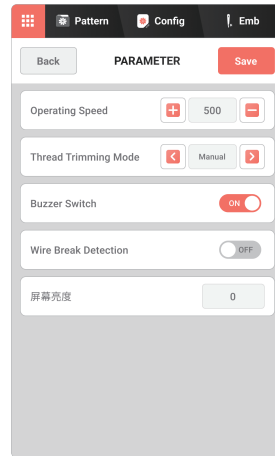 Pattern Config Emb
Back PARAMETER Save
Operating Speed 500
Thread Trimming Mode Manual
Buzzer Switch ON
Wire Break Detection OFF
屏幕亮度 0